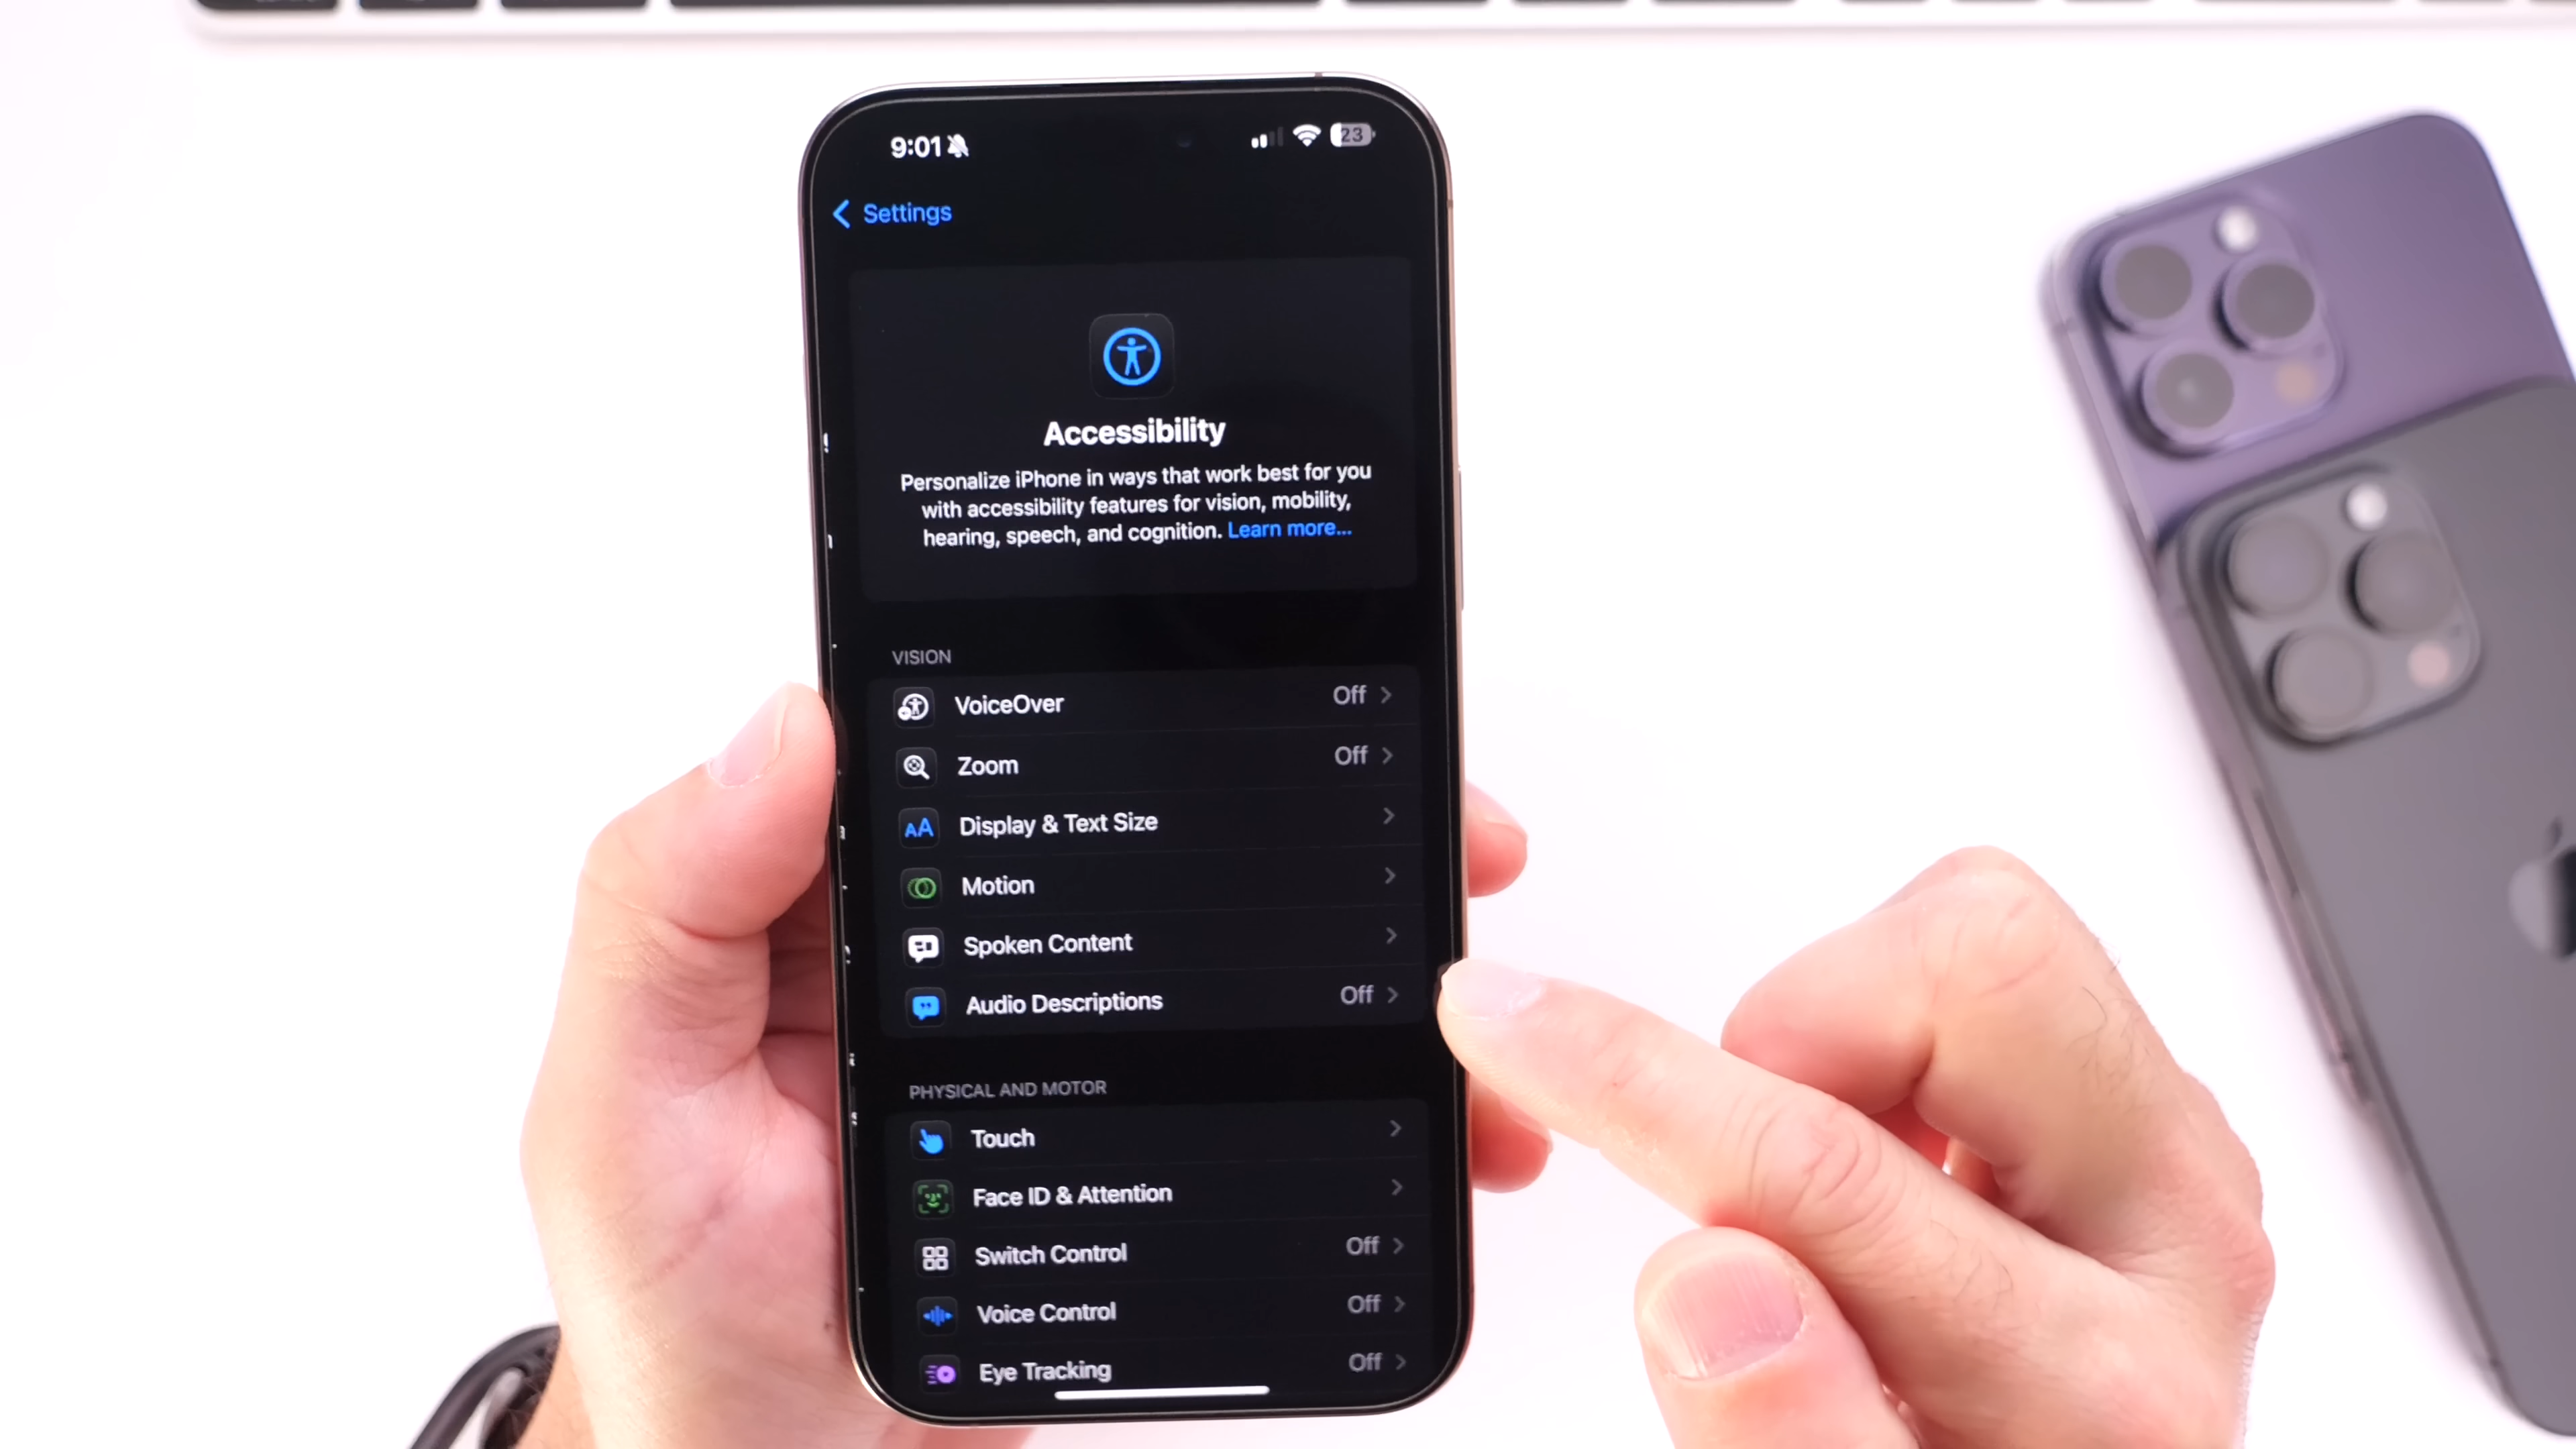 9:01
23
Settings
Accessibility
Personalize iPhone in ways that work best for you
with accessibility features for vision, mobility,
hearing, speech, and cognition. Learn more...
VISION
VoiceOver Off
Zoom Off
AA Display & Text Size
Motion
Spoken Content
Audio Descriptions Off
PHYSICAL AND MOTOR
Touch
Face ID & Attention
Switch Control Off
Voice Control Off
Eye Tracking Off